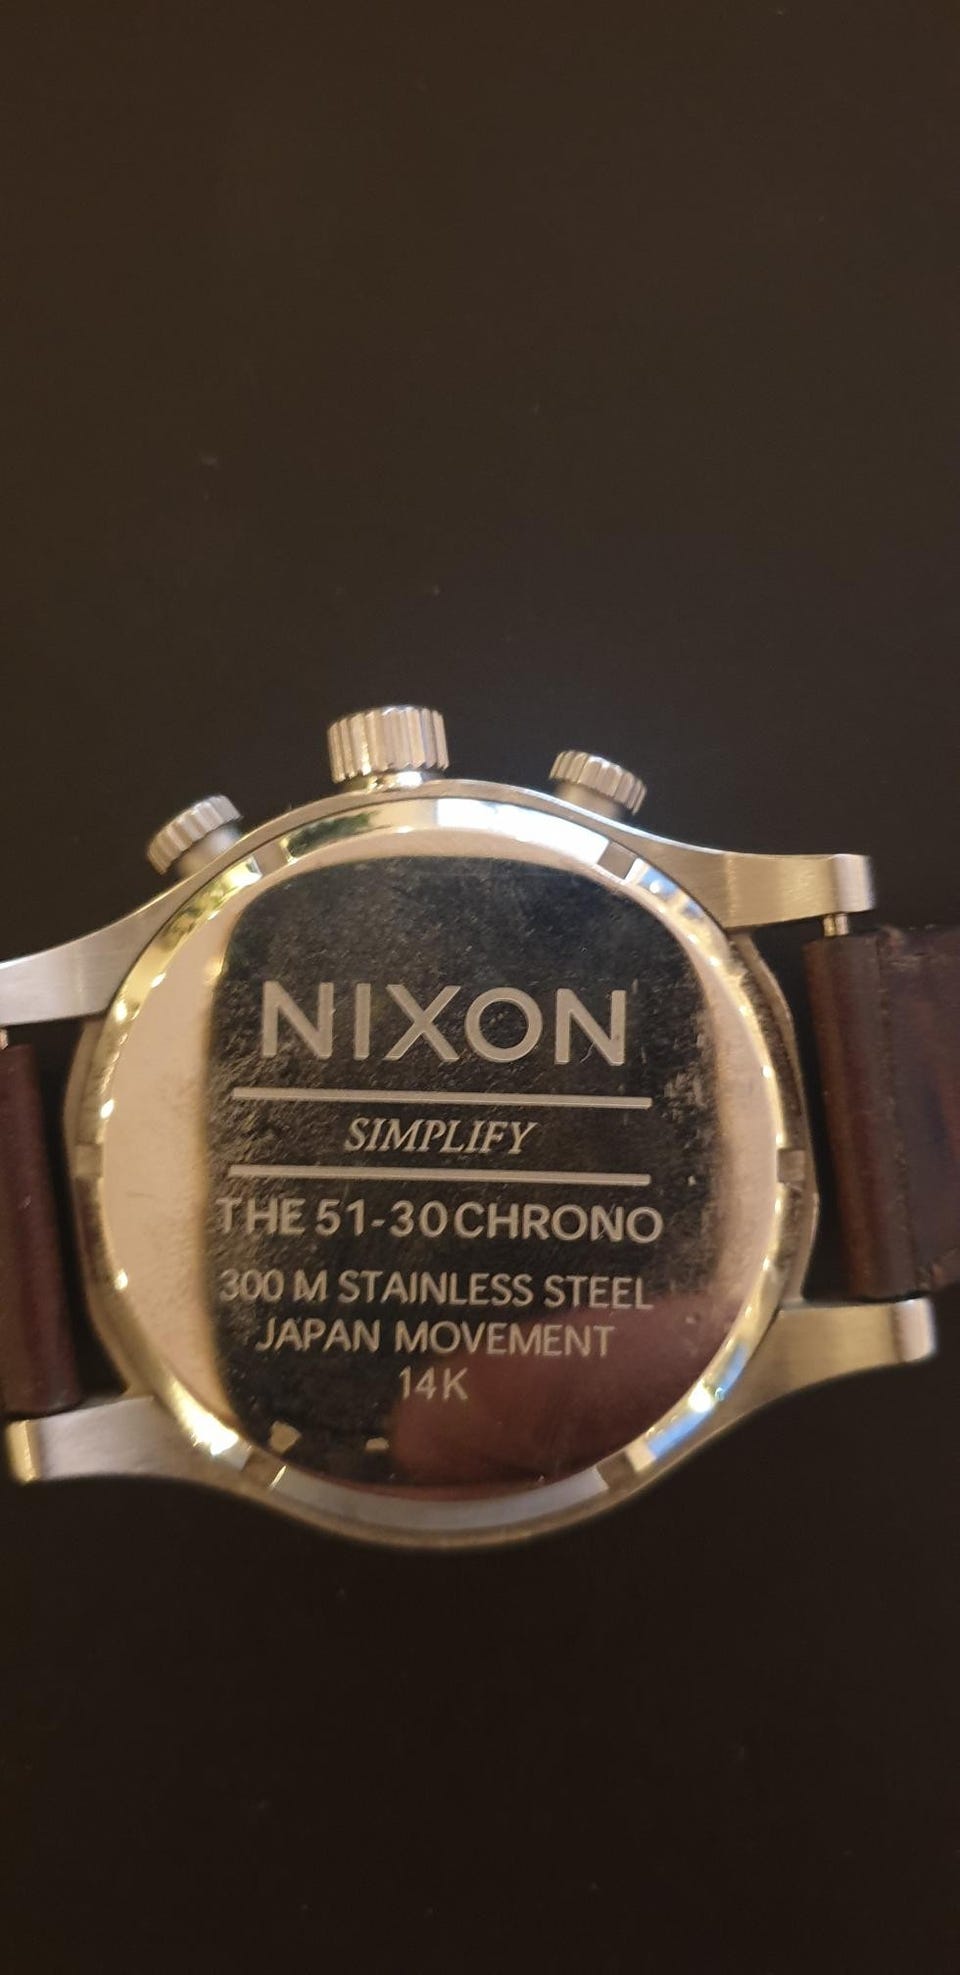 NIXON
SIMPLIFY
THE 51-30 CHRONO
300 M STAINLESS STEEL
JAPAN MOVEMENT
14K